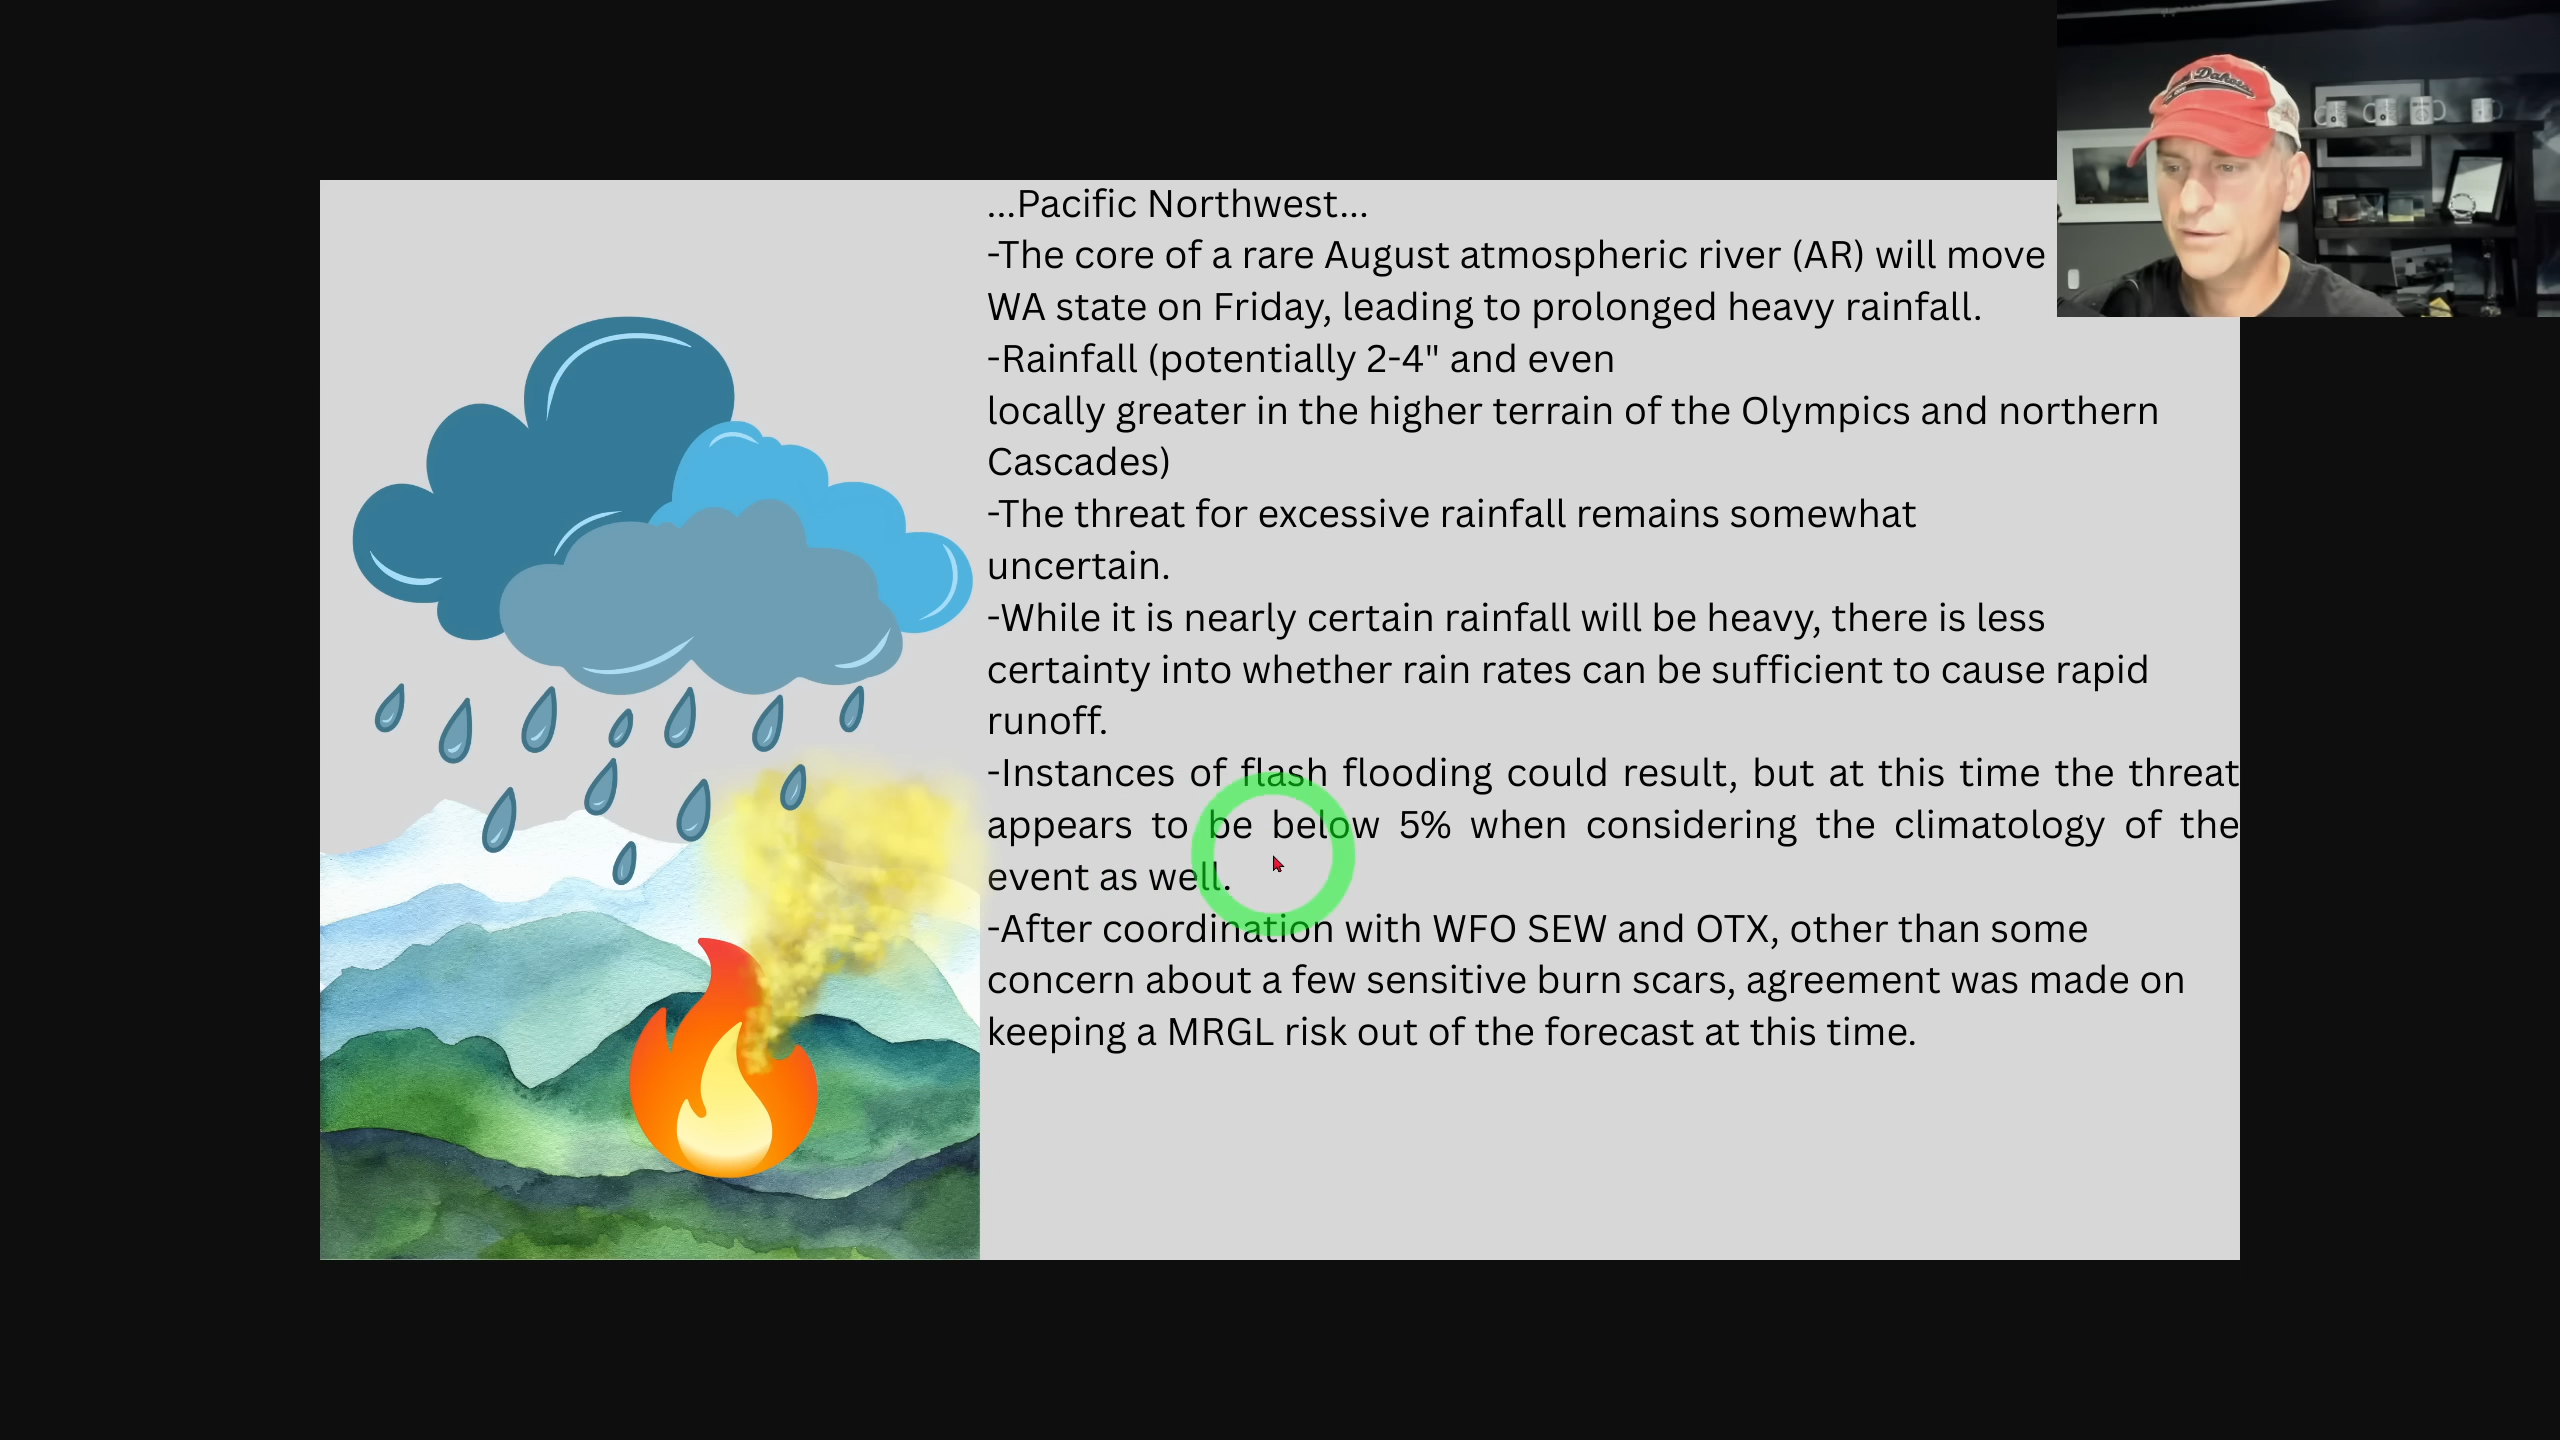 ...Pacific Northwest...
-The core of a rare August atmospheric river (AR) will move
WA state on Friday, leading to prolonged heavy rainfall.
-Rainfall (potentially 2-4" and even
locally greater in the higher terrain of the Olympics and northern
Cascades)
-The threat for excessive rainfall remains somewhat
uncertain.
-While it is nearly certain rainfall will be heavy, there is less
certainty into whether rain rates can be sufficient to cause rapid
runoff.
-Instances of flash flooding could result, but at this time the threat
appears to be below 5% when considering the climatology of the
event as well.
-After coordination with WFO SEW and OTX, other than some
concern about a few sensitive burn scars, agreement was made on
keeping a MRGL risk out of the forecast at this time.